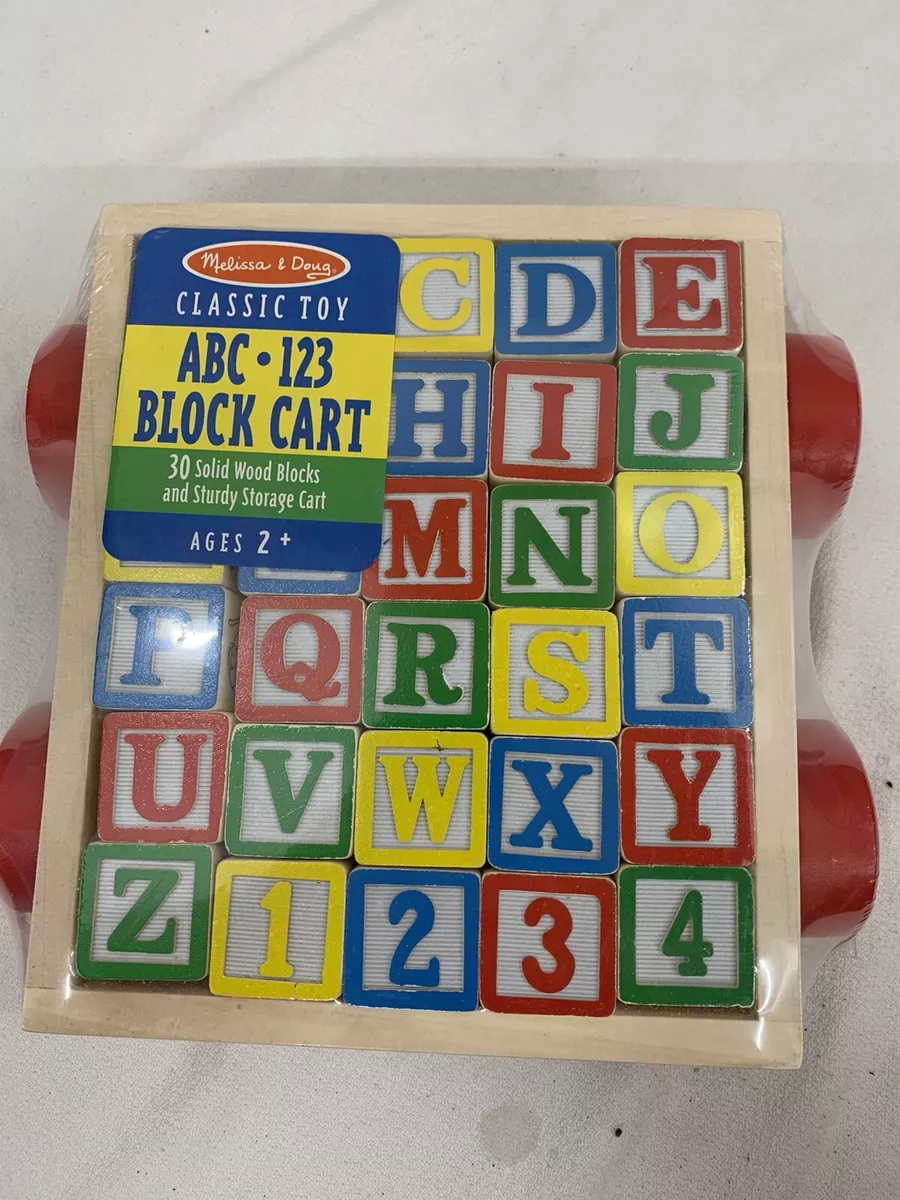 Melissa & Doug®
CLASSIC TOY
ABC • 123
BLOCK CART
30 Solid Wood Blocks
and Sturdy Storage Cart
AGES 2+
C D E
H I J
M N O
P Q R S T
U V W X Y
Z 1 2 3 4